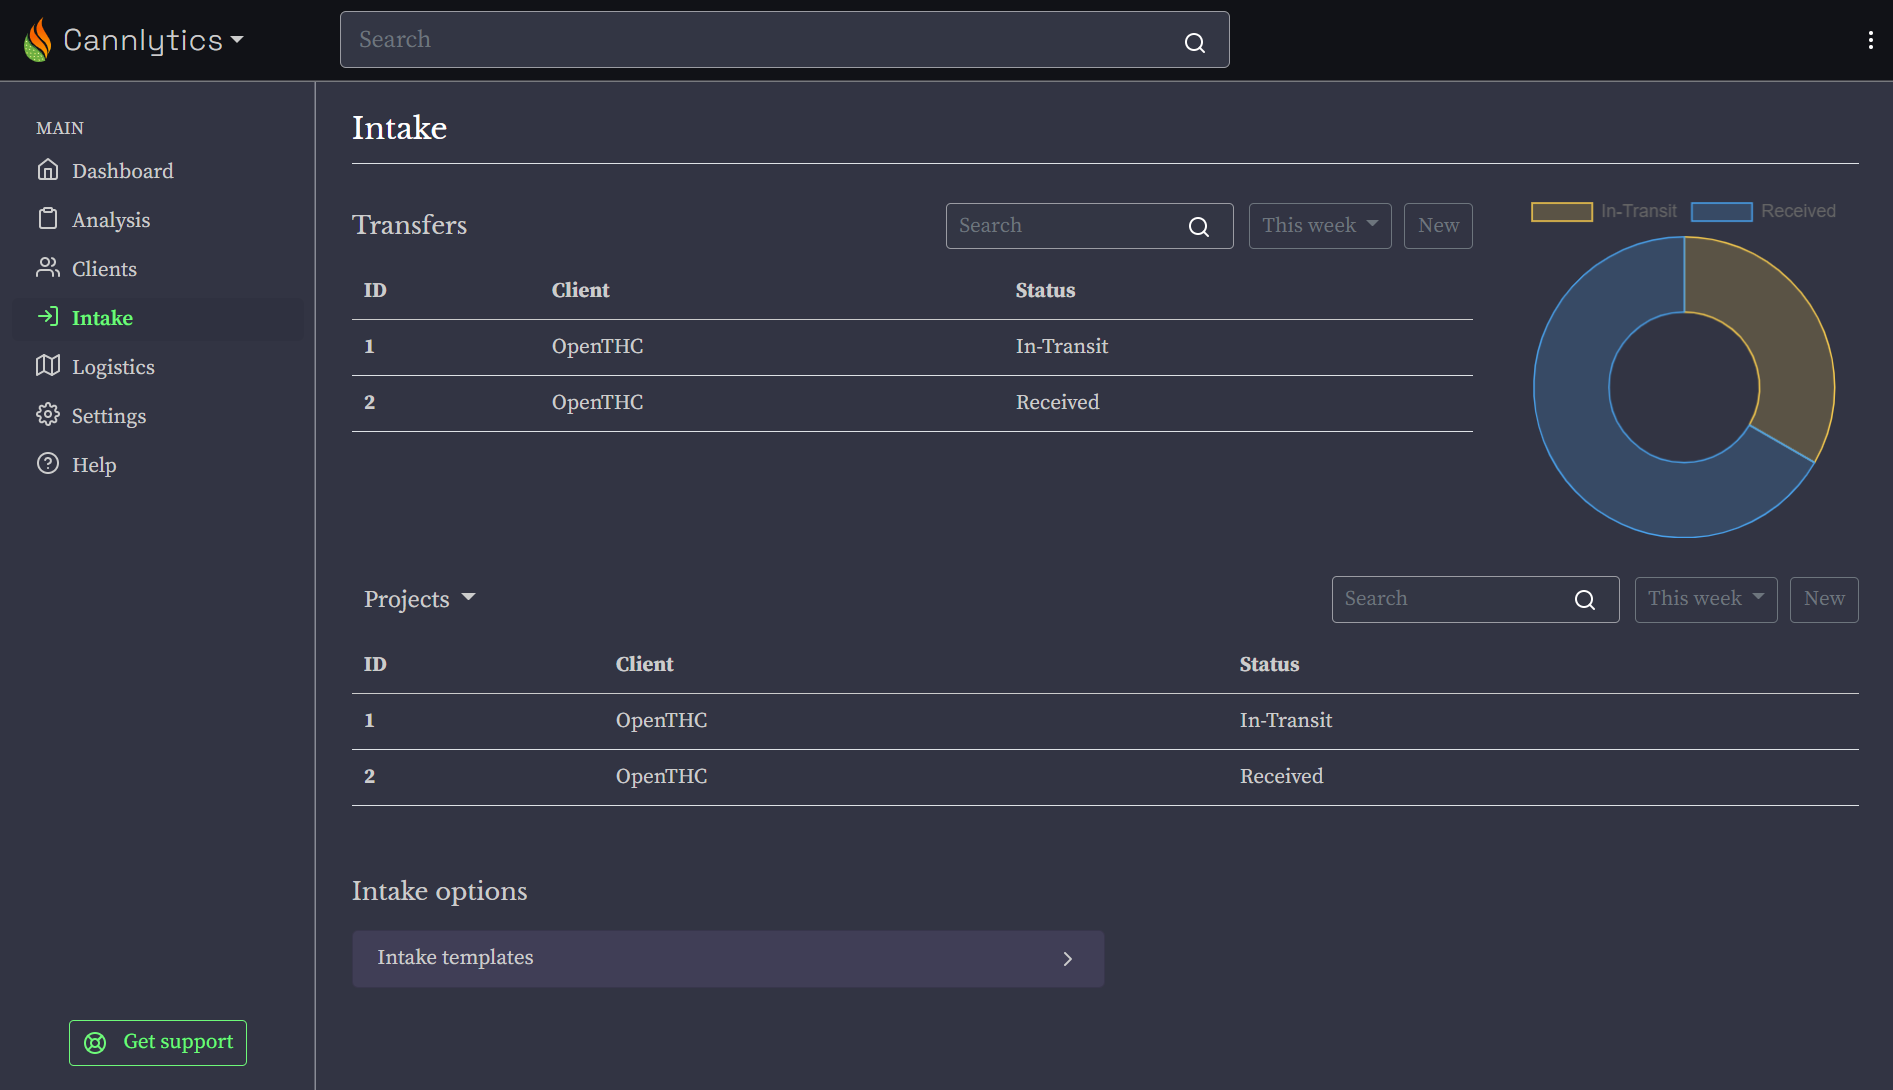 Cannlytics
Search
MAIN
Dashboard
Analysis
Clients
Intake
Logistics
Settings
Help
Get support
Intake
Transfers
Search
This week
New
ID Client Status
1 OpenTHC In-Transit
2 OpenTHC Received
In-Transit Received
Projects
Search
This week
New
ID Client Status
1 OpenTHC In-Transit
2 OpenTHC Received
Intake options
Intake templates